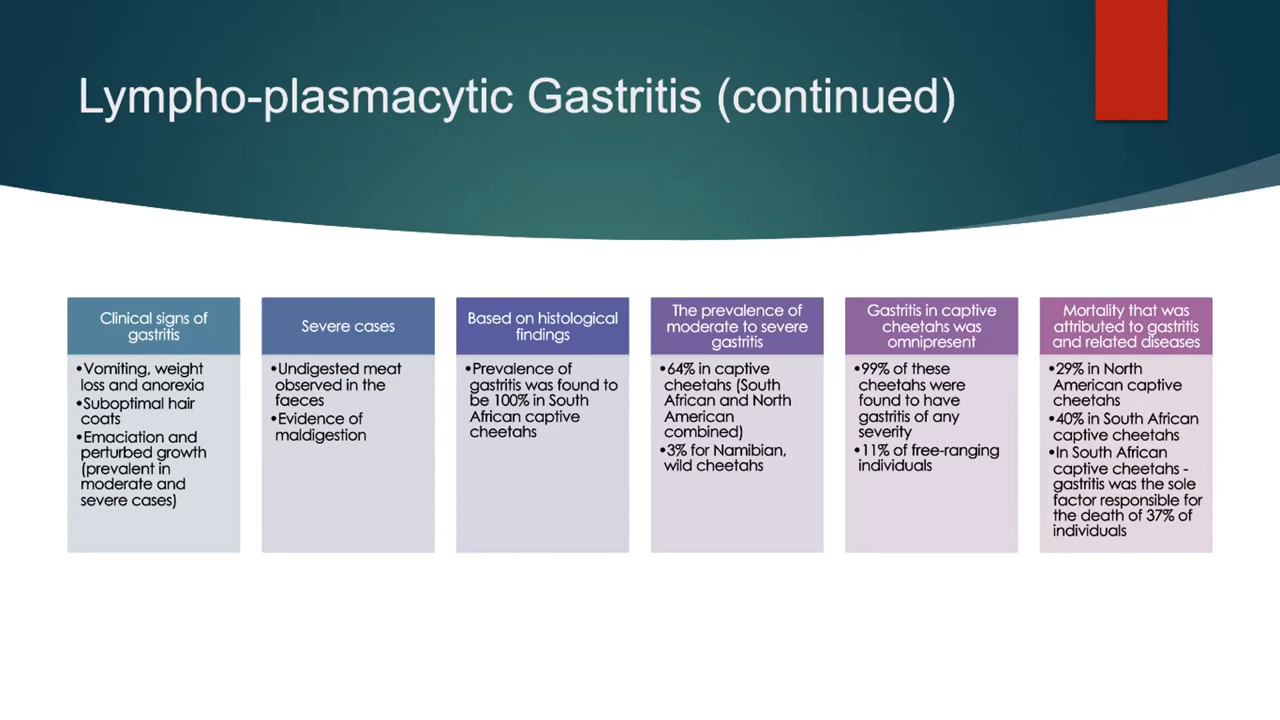 Lympho-plasmacytic Gastritis (continued)
Clinical signs of
gastritis
•Vomiting, weight
loss and anorexia
•Suboptimal hair
coats
•Emaciation and
perturbed growth
(prevalent in
moderate and
severe cases)
Severe cases
•Undigested meat
observed in the
faeces
•Evidence of
maldigestion
Based on histological
findings
•Prevalence of
gastritis was found to
be 100% in South
African captive
cheetahs
The prevalence of
moderate to severe
gastritis
•64% in captive
cheetahs (South
African and North
American
combined)
•3% for Namibian,
wild cheetahs
Gastritis in captive
cheetahs was
omnipresent
•99% of these
cheetahs were
found to have
gastritis of any
severity
•11% of free-ranging
individuals
Mortality that was
attributed to gastritis
and related diseases
•29% in North
American captive
cheetahs
•40% in South African
captive cheetahs
•In South African
captive cheetahs -
gastritis was the sole
factor responsible for
the death of 37% of
individuals